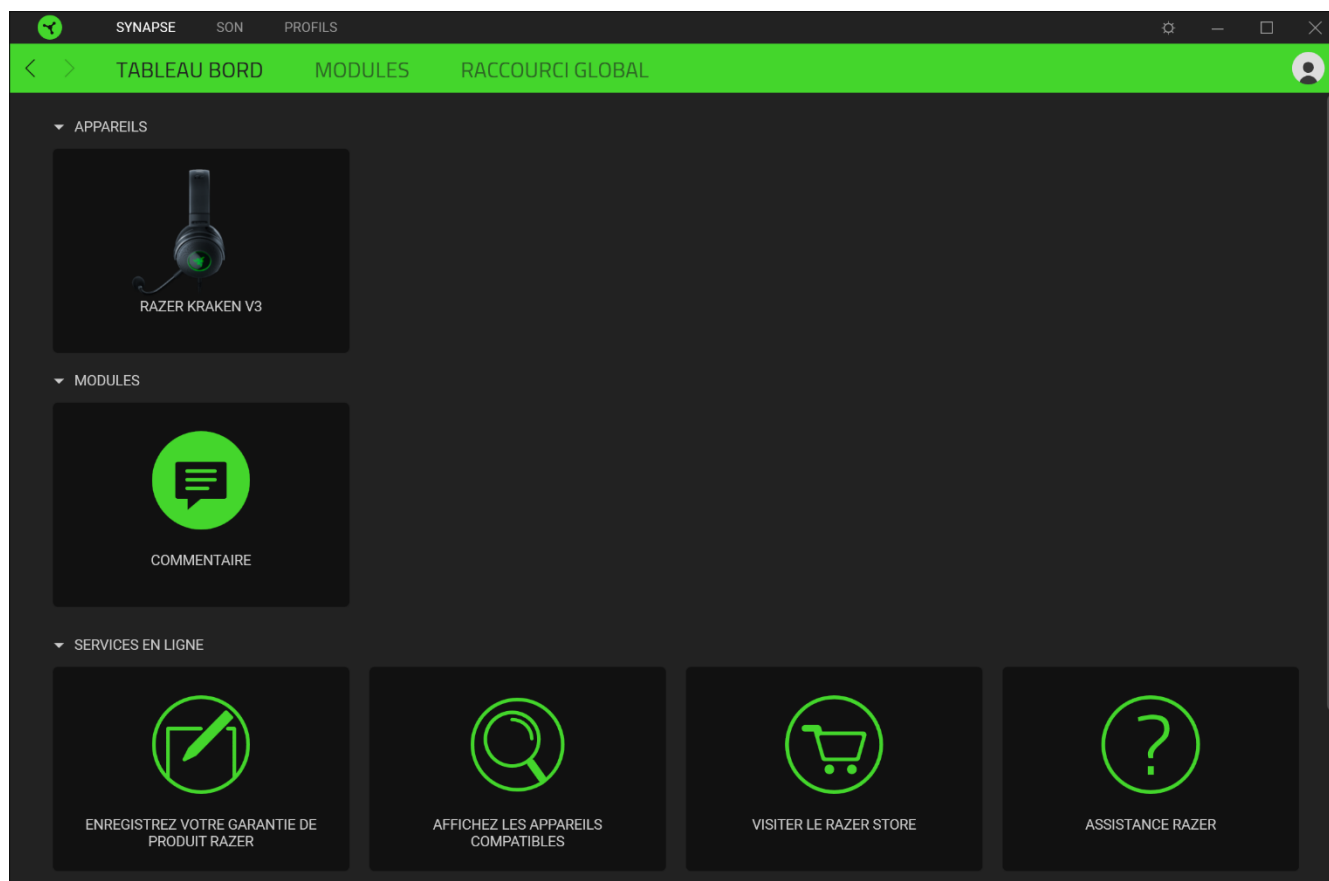 SYNAPSE SON PROFILS
TABLEAU BORD MODULES RACCOURCI GLOBAL
APPAREILS
RAZER KRAKEN V3
MODULES
COMMENTAIRE
SERVICES EN LIGNE
ENREGISTREZ VOTRE GARANTIE DE
PRODUIT RAZER
AFFICHEZ LES APPAREILS
COMPATIBLES
VISITER LE RAZER STORE
ASSISTANCE RAZER